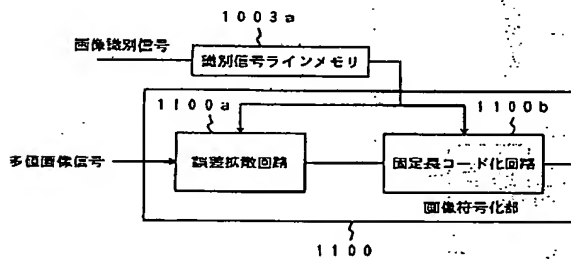 1003a
画像識別信号
識別信号ラインメモリ
1100a
1100b
多値画像信号
誤差拡散回路
固定長コード化回路
画像符号化部
1100